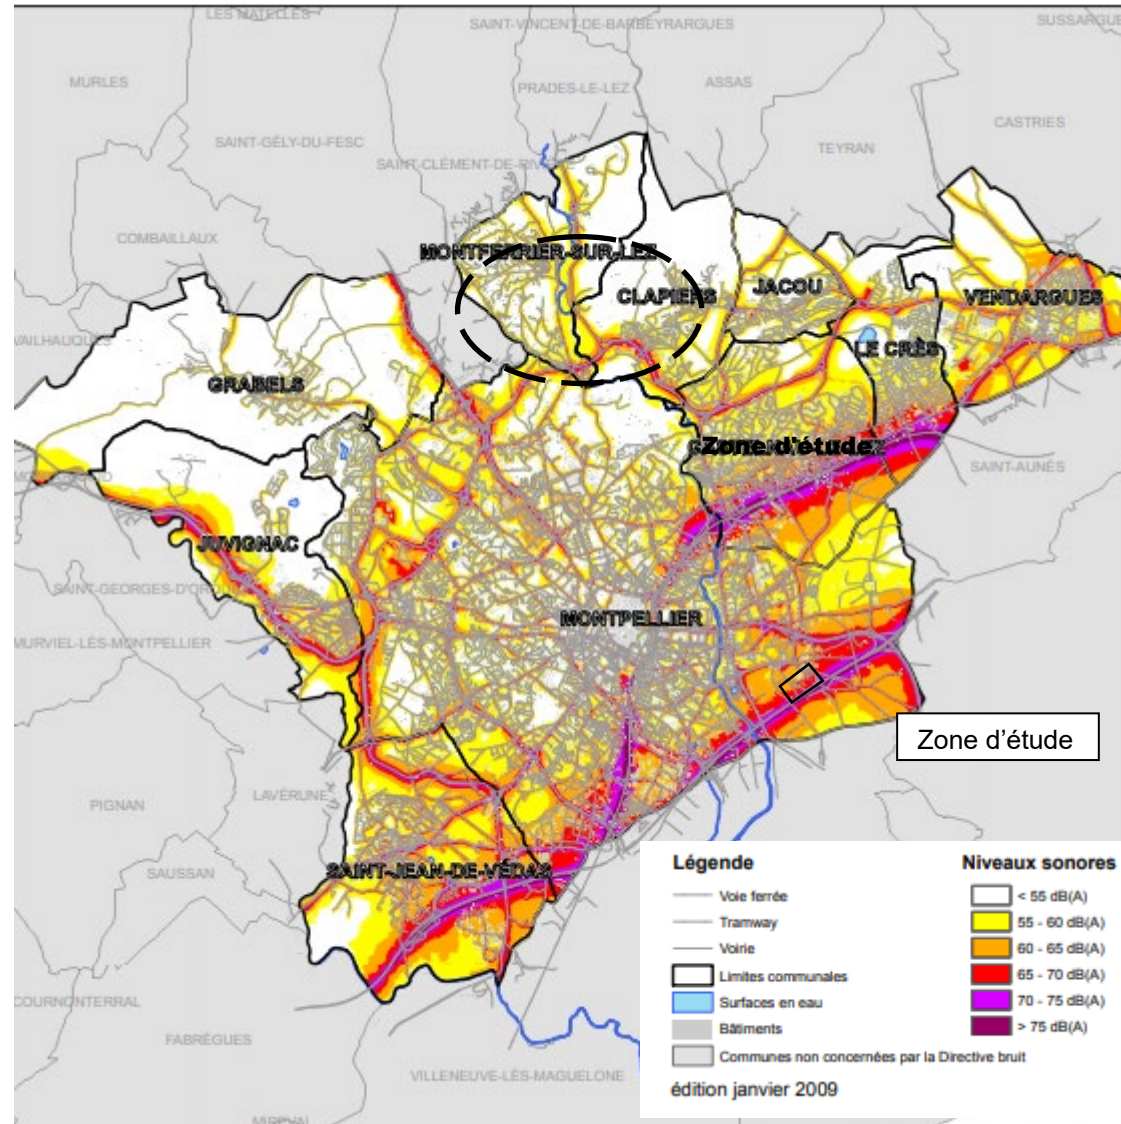 LES MATELLES
SAINT-VINCENT-DE-BARBEYRARGUES
MURLES
PRADES-LE-LEZ
ASSAS
CASTRIES
SAINT-GÉLY-DU-FESC
TEYRAN
SAINT-CLÉMENT-DE-RIVIÈRE
COMBAILLAUX
MONTFERRIER-SUR-LEZ
CLAPIERS
JACOU
VENDARGUES
VAILHAUQUÈS
LE CRÈS
GRABELS
Zone d'étude
SAINT-AUNÈS
JUVIGNAC
SAINT-GEORGES-D'OR
MONTPELLIER
MURVIEL-LÈS-MONTPELLIER
Zone d'étude
PIGNAN
LAVÉRUNE
SAUSSAN
SAINT-JEAN-DE-VÉDAS
COURNONTERRAL
FABRÈGUES
VILLENEUVE-LÈS-MAGUELONE
MIREVAL
Légende
Voie ferrée
Tramway
Voirie
Limites communales
Surfaces en eau
Bâtiments
Communes non concernées par la Directive bruit
édition janvier 2009
Niveaux sonores
< 55 dB(A)
55 - 60 dB(A)
60 - 65 dB(A)
65 - 70 dB(A)
70 - 75 dB(A)
> 75 dB(A)